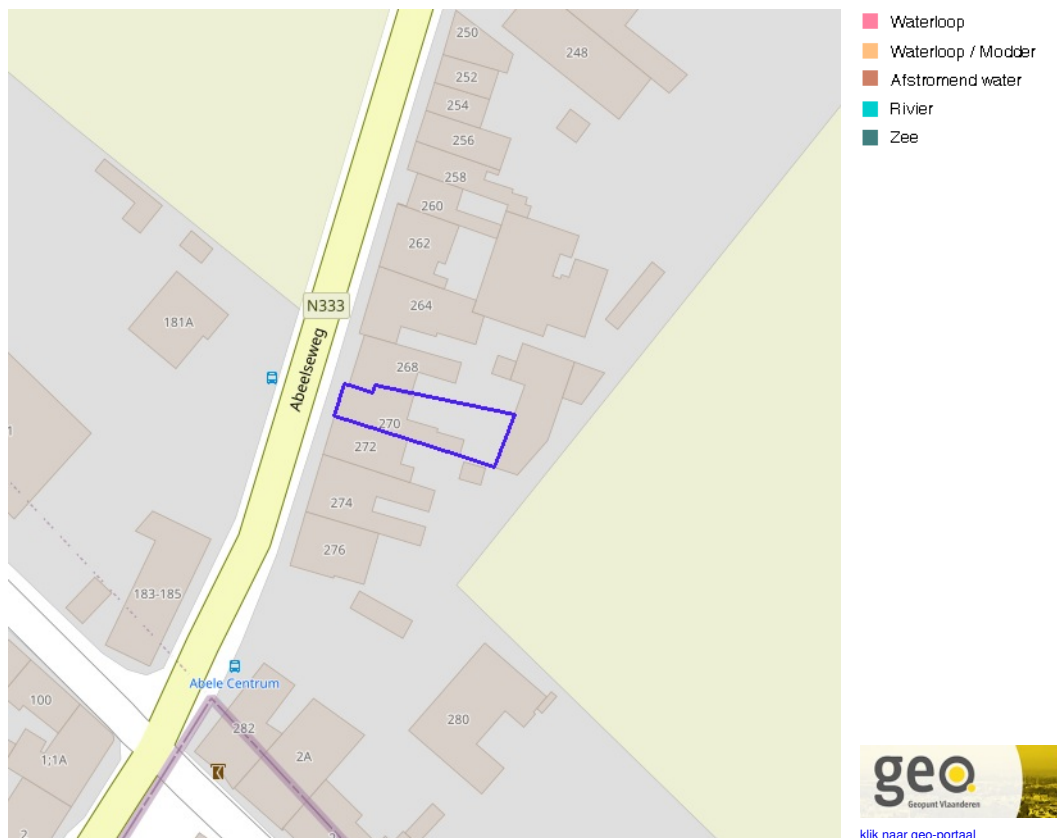 250
252
248
254
256
258
260
262
264
N333
181A
Abeelseweg
268
270
272
274
276
183-185
Abele Centrum
100
282
280
2A
1;1A
2
Waterloop
Waterloop / Modder
Afstromend water
Rivier
Zee
geo.
Geopunt Vlaanderen
klik naar geo-portaal